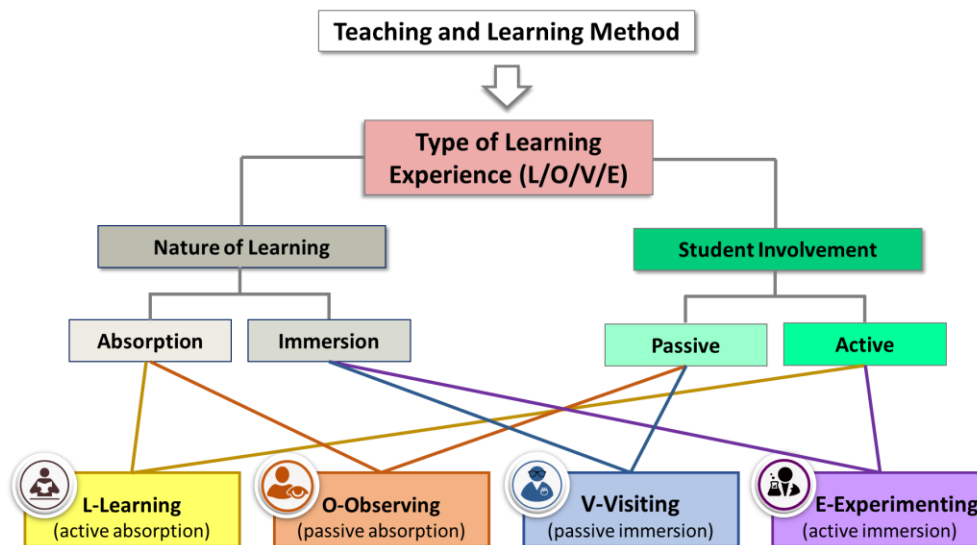 Teaching and Learning Method
Type of Learning
Experience (L/O/V/E)
Nature of Learning
Student Involvement
Absorption
Immersion
Passive
Active
L-Learning
(active absorption)
O-Observing
(passive absorption)
V-Visiting
(passive immersion)
E-Experimenting
(active immersion)